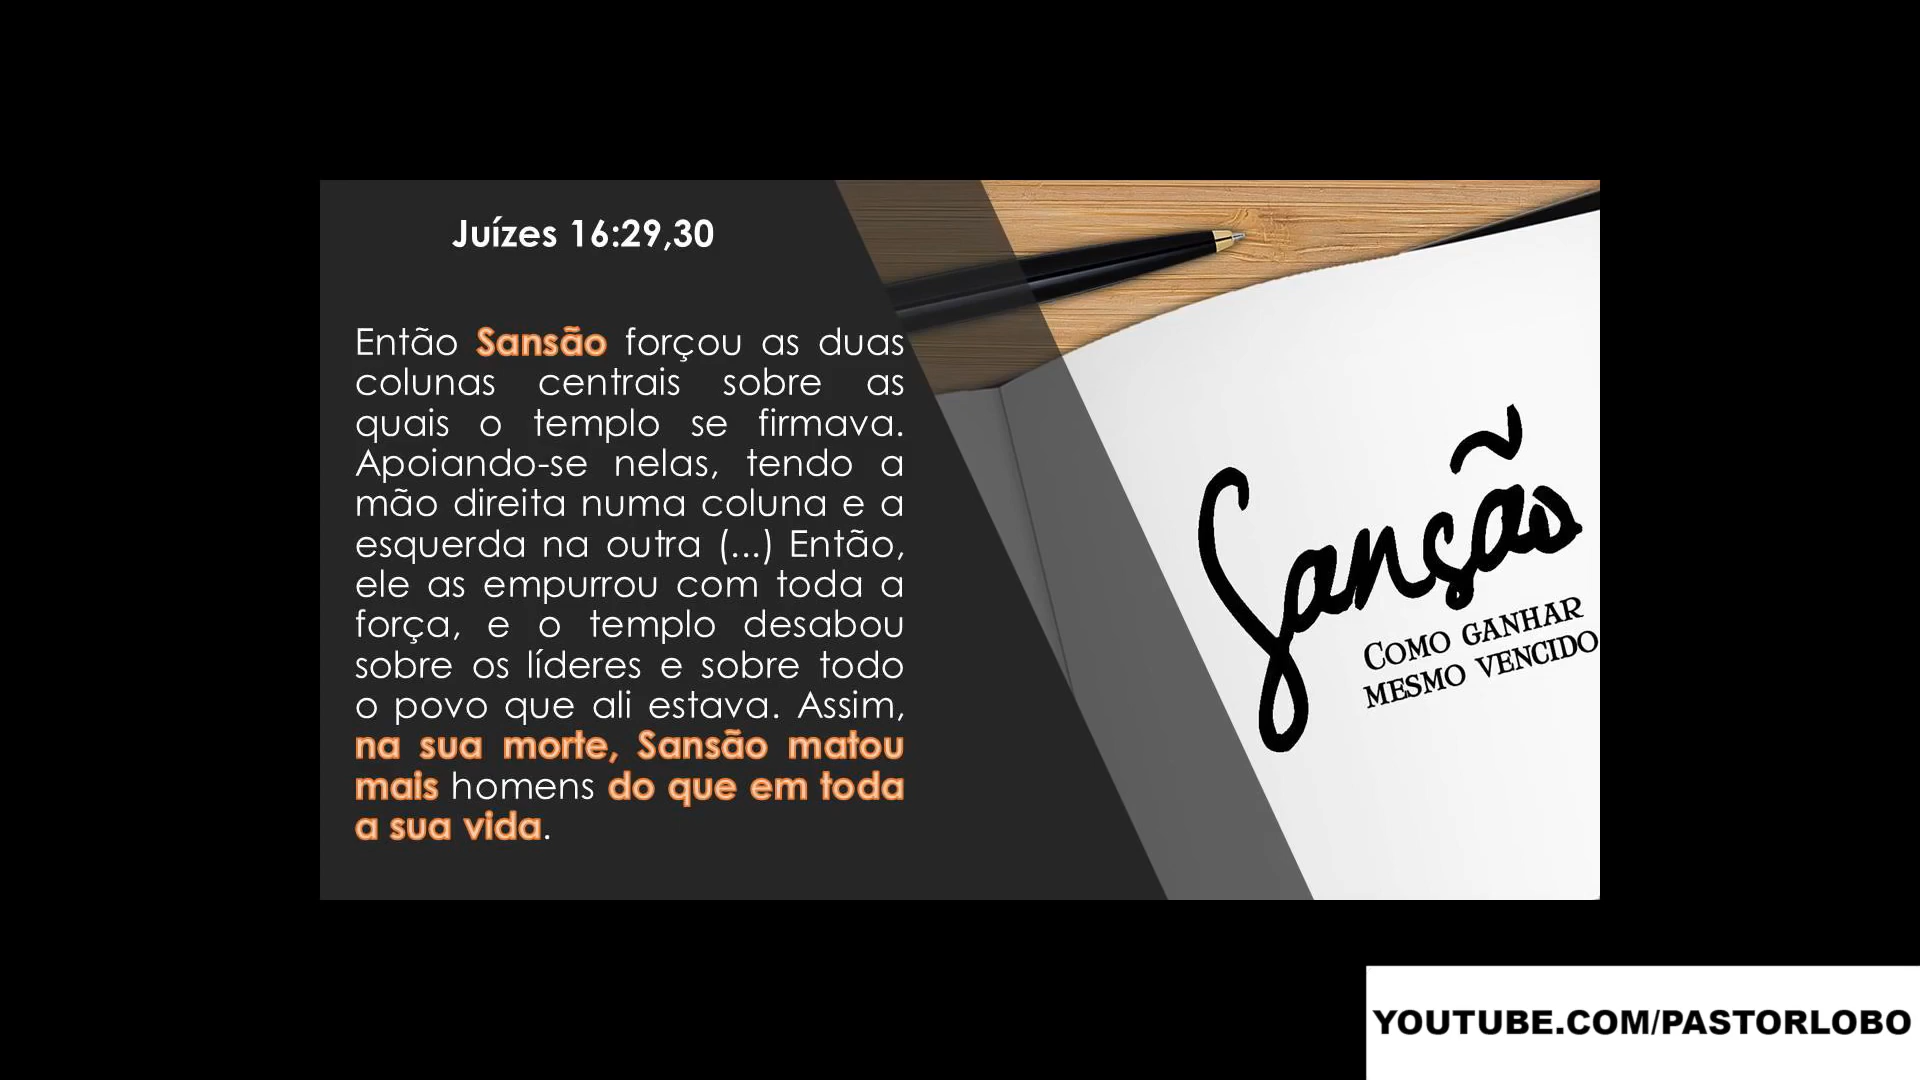 Juízes 16:29,30
Então Sansão forçou as duas
colunas centrais sobre as
quais o templo se firmava.
Apoiando-se nelas, tendo a
mão direita numa coluna e a
esquerda na outra (...) Então,
ele as empurrou com toda a
força, e o templo desabou
sobre os líderes e sobre todo
o povo que ali estava. Assim,
na sua morte, Sansão matou
mais homens do que em toda
a sua vida.
Sanção
COMO GANHAR
MESMO VENCIDO
YOUTUBE.COM/PASTORLOBO